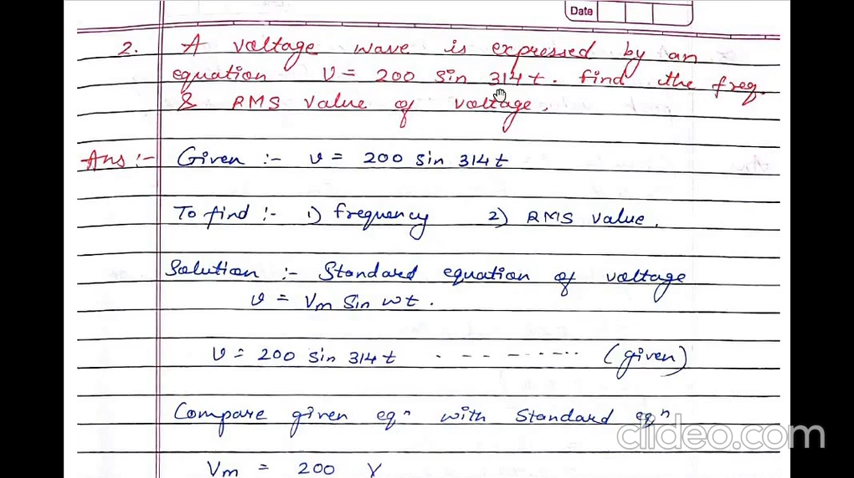 Date
2. A voltage wave is expressed by an
equation v = 200 sin 314t. find the freq.
& RMS value of voltage.
Ans :- Given :- v = 200 sin 314t
To find :- 1) frequency 2) RMS value.
Solution :- Standard equation of voltage
v = Vm sin wt.
v = 200 sin 314t - - - - - - - - - (given)
Compare given eqn with Standard eqn
clideo.com
Vm = 200 V